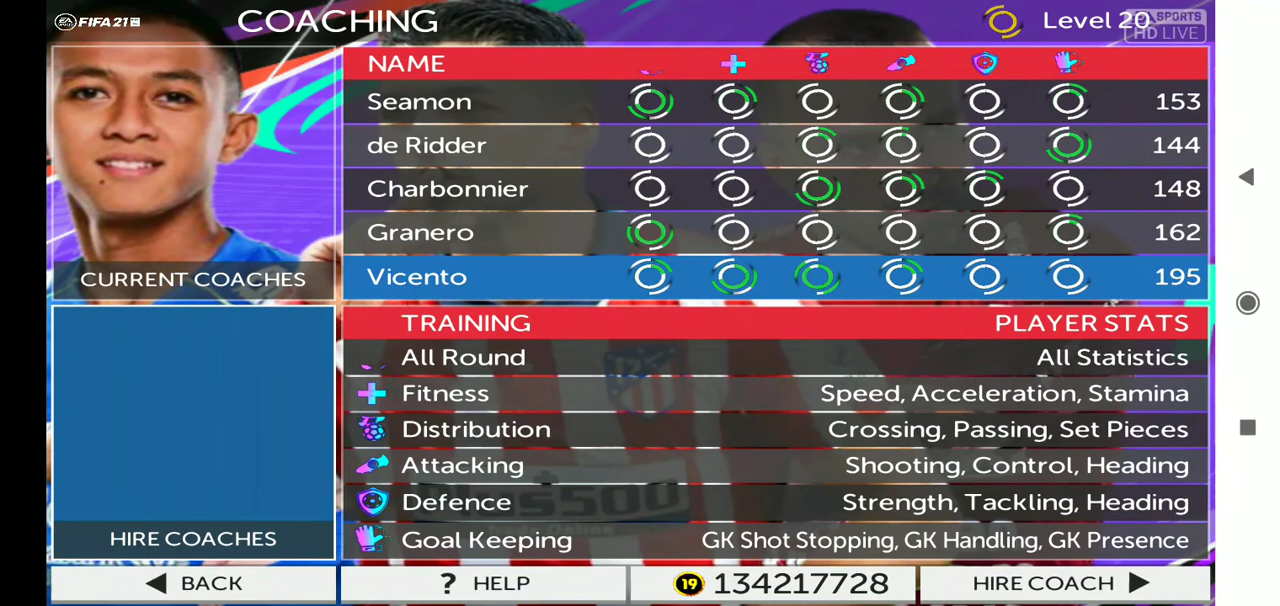 EA SPORTS FIFA 21
COACHING
Level 20
EA SPORTS
HD LIVE
NAME
Seamon 153
de Ridder 144
Charbonnier 148
Granero 162
Vicento 195
CURRENT COACHES
TRAINING PLAYER STATS
All Round All Statistics
Fitness Speed, Acceleration, Stamina
Distribution Crossing, Passing, Set Pieces
Attacking Shooting, Control, Heading
Defence Strength, Tackling, Heading
Goal Keeping GK Shot Stopping, GK Handling, GK Presence
HIRE COACHES
BACK
? HELP
19 134217728
HIRE COACH